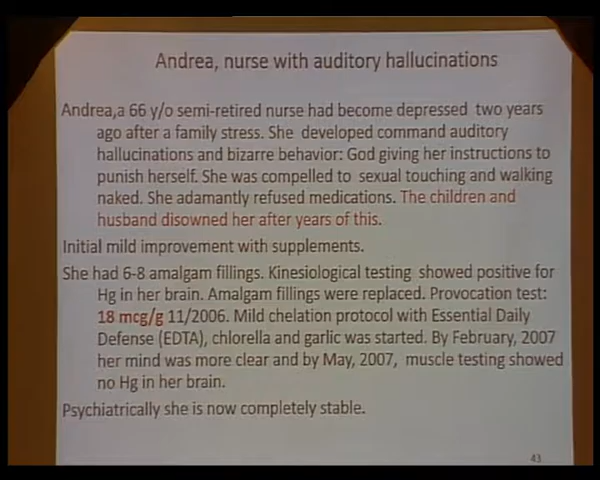 Andrea, nurse with auditory hallucinations
Andrea,a 66 y/o semi-retired nurse had become depressed two years
ago after a family stress. She developed command auditory
hallucinations and bizarre behavior: God giving her instructions to
punish herself. She was compelled to sexual touching and walking
naked. She adamantly refused medications. The children and
husband disowned her after years of this.
Initial mild improvement with supplements.
She had 6-8 amalgam fillings. Kinesiological testing showed positive for
Hg in her brain. Amalgam fillings were replaced. Provocation test:
18 mcg/g 11/2006. Mild chelation protocol with Essential Daily
Defense (EDTA), chlorella and garlic was started. By February, 2007
her mind was more clear and by May, 2007, muscle testing showed
no Hg in her brain.
Psychiatrically she is now completely stable.
43